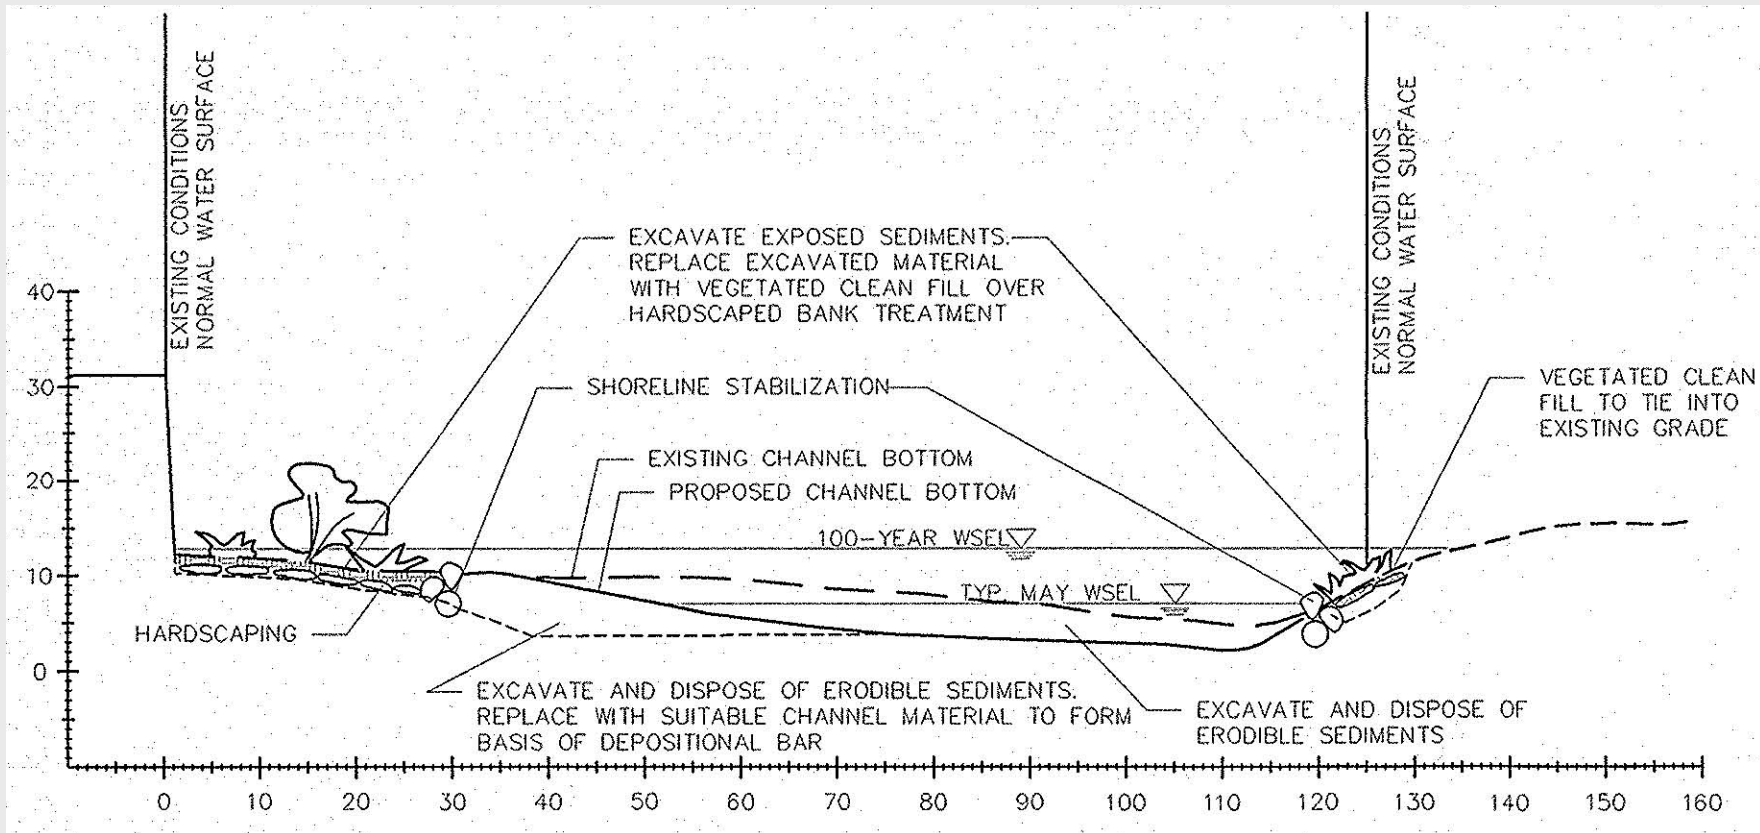 EXISTING CONDITIONS
NORMAL WATER SURFACE
EXISTING CONDITIONS
NORMAL WATER SURFACE
EXCAVATE EXPOSED SEDIMENTS.
REPLACE EXCAVATED MATERIAL
WITH VEGETATED CLEAN FILL OVER
HARDSCAPED BANK TREATMENT
SHORELINE STABILIZATION
VEGETATED CLEAN
FILL TO TIE INTO
EXISTING GRADE
EXISTING CHANNEL BOTTOM
PROPOSED CHANNEL BOTTOM
100-YEAR WSEL
TYP. MAY WSEL
HARDSCAPING
EXCAVATE AND DISPOSE OF ERODIBLE SEDIMENTS.
REPLACE WITH SUITABLE CHANNEL MATERIAL TO FORM
BASIS OF DEPOSITIONAL BAR
EXCAVATE AND DISPOSE OF
ERODIBLE SEDIMENTS
40
30
20
10
0
0 10 20 30 40 50 60 70 80 90 100 110 120 130 140 150 160